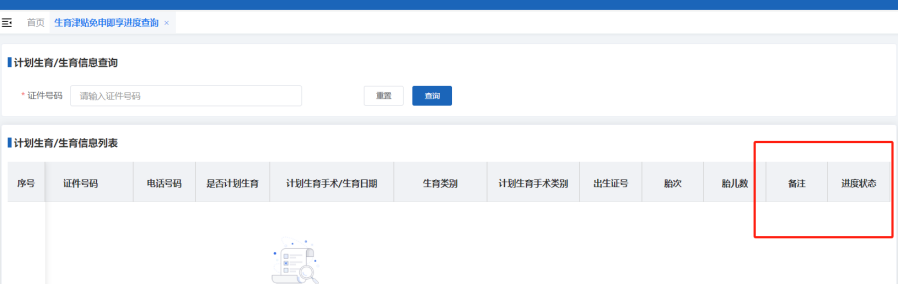 首页 生育津贴免申即享进度查询 ×
计划生育/生育信息查询
* 证件号码 请输入证件号码 重置 查询
计划生育/生育信息列表
序号 证件号码 电话号码 是否计划生育 计划生育手术/生育日期 生育类别 计划生育手术类别 出生证号 胎次 胎儿数 备注 进度状态